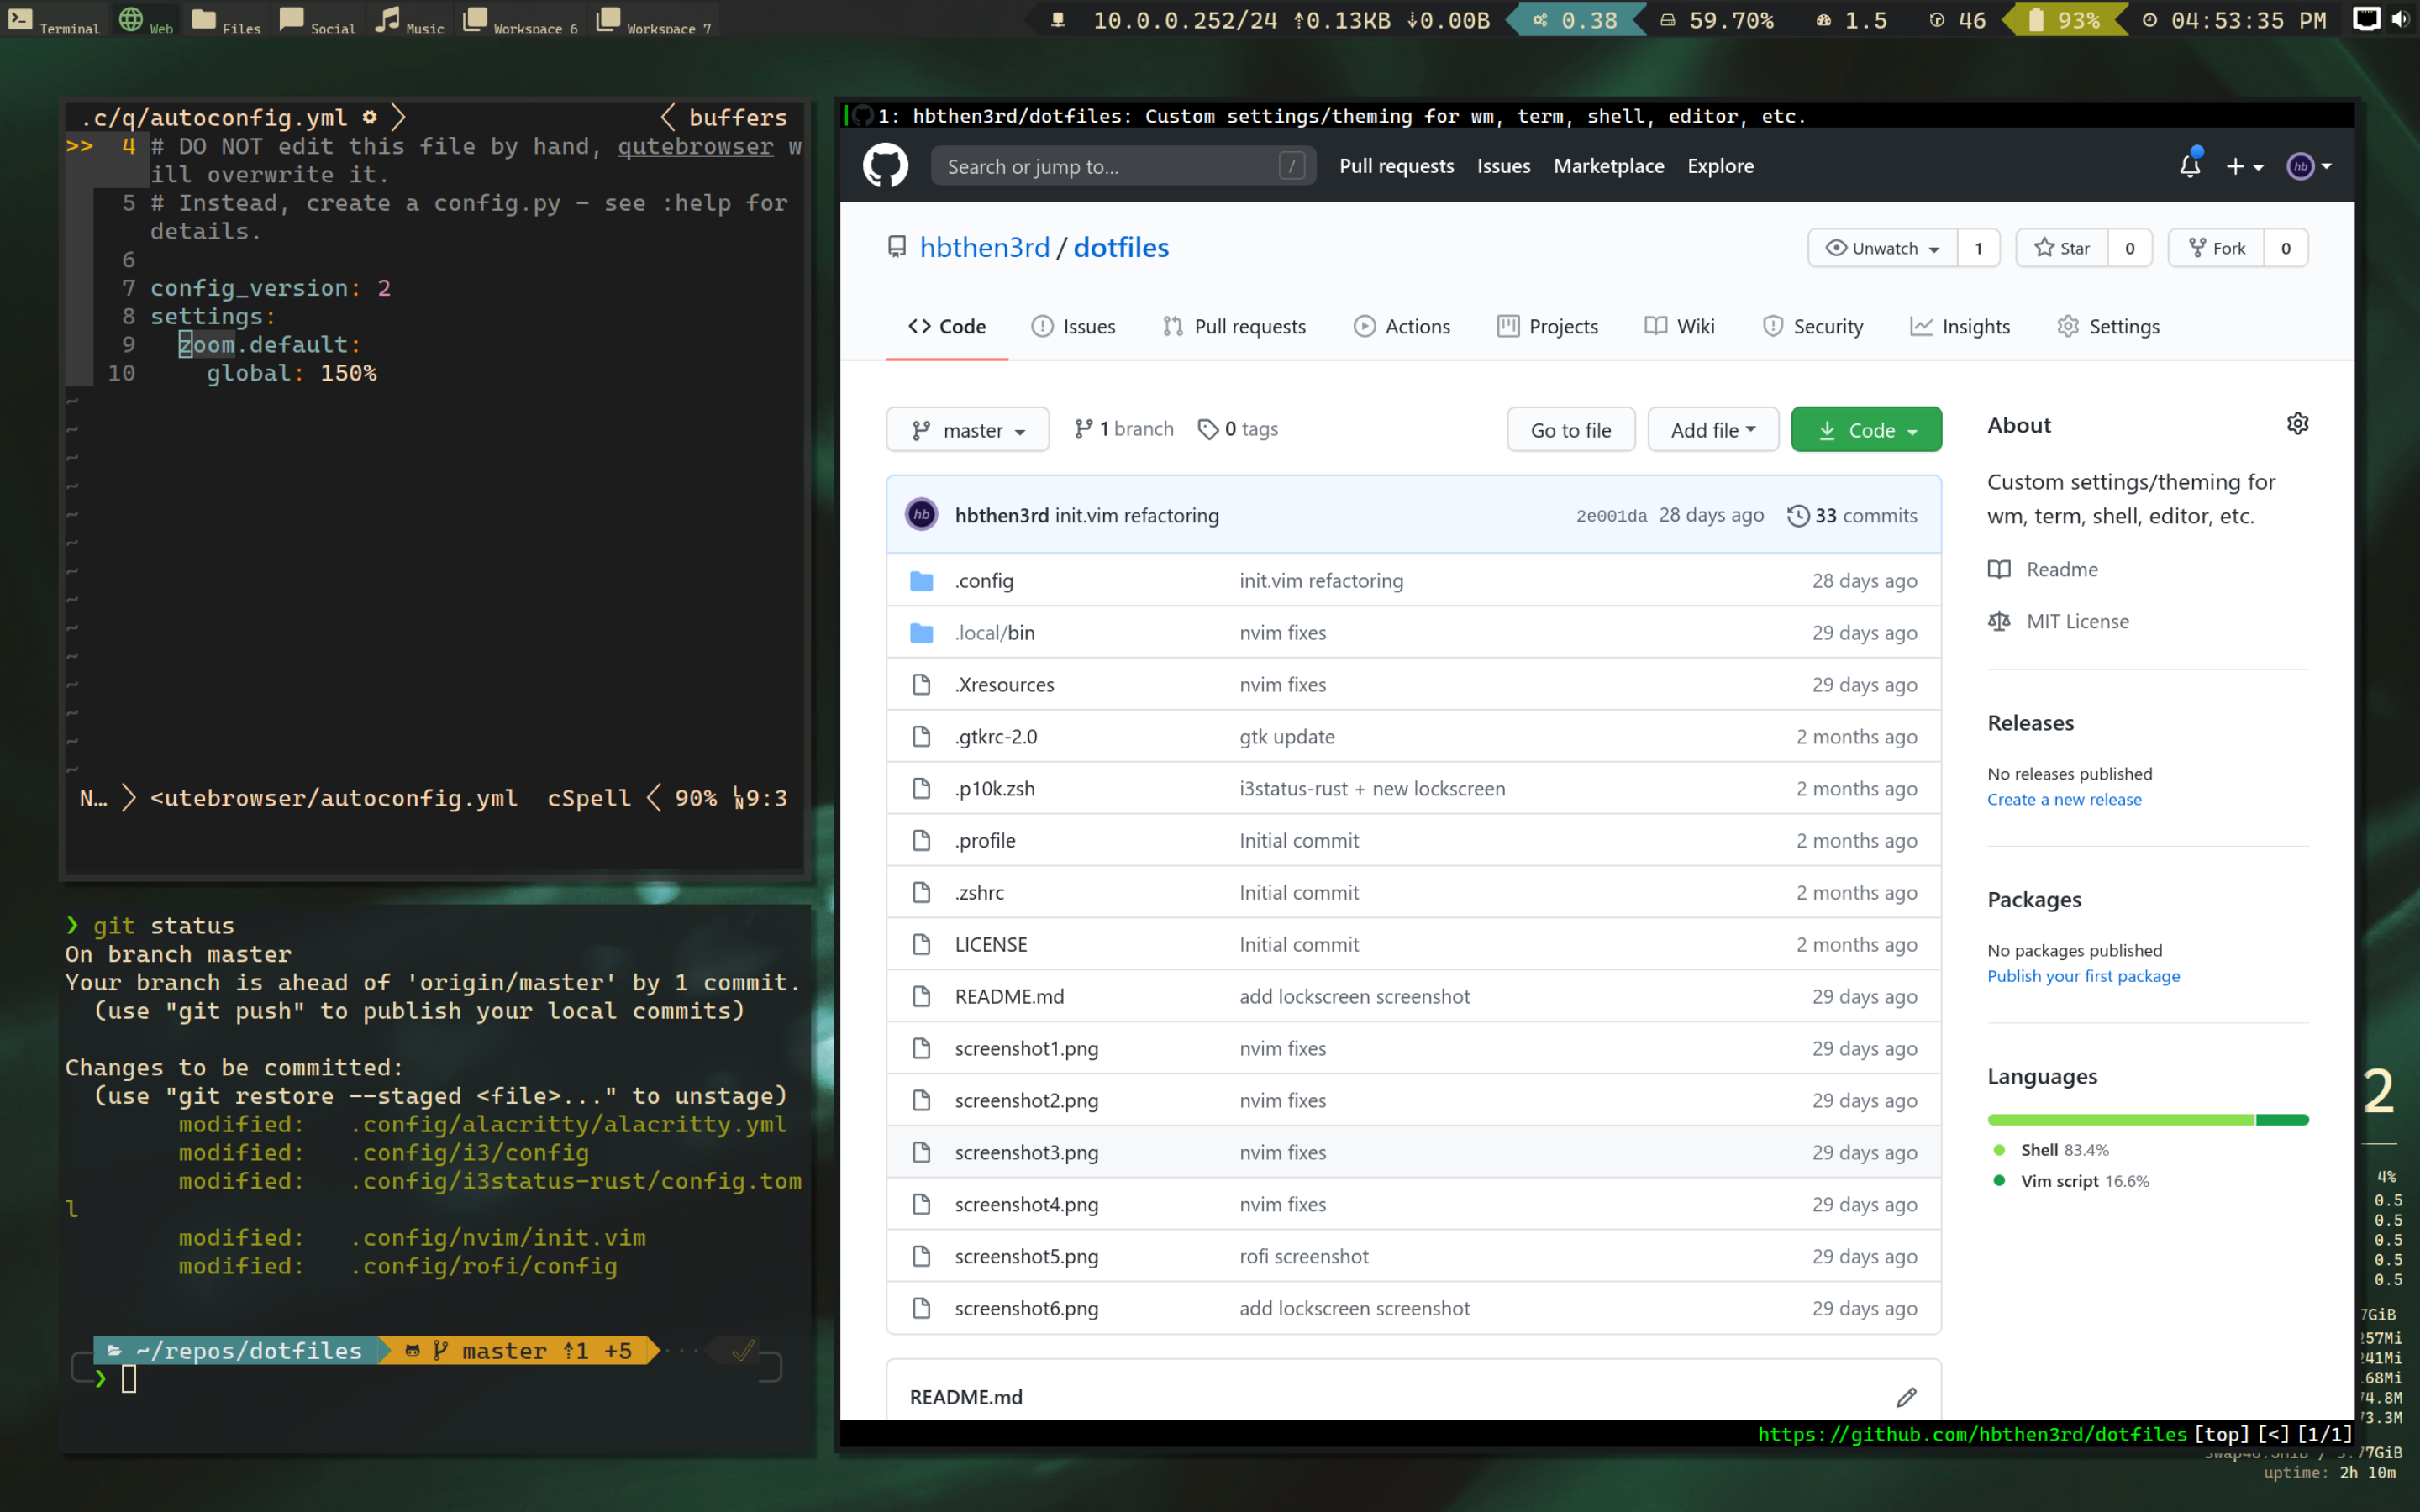 Terminal Web Files Social Music Workspace 6 Workspace 7
10.0.0.252/24 ⇡0.13KB ⇣0.00B 0.38 59.70% 1.5 46 93% 04:53:35 PM
.c/q/autoconfig.yml buffers
>> 4 # DO NOT edit this file by hand, qutebrowser w
ill overwrite it.
5 # Instead, create a config.py - see :help for
details.
6
7 config_version: 2
8 settings:
9 zoom.default:
10 global: 150%
~
~
~
~
~
~
~
~
~
~
~
~
~
~
N… <utebrowser/autoconfig.yml cSpell 90% 9:3
❯ git status
On branch master
Your branch is ahead of 'origin/master' by 1 commit.
(use "git push" to publish your local commits)
Changes to be committed:
(use "git restore --staged <file>..." to unstage)
modified: .config/alacritty/alacritty.yml
modified: .config/i3/config
modified: .config/i3status-rust/config.tom
l
modified: .config/nvim/init.vim
modified: .config/rofi/config
~/repos/dotfiles master ⇡1 +5
❯
1: hbthen3rd/dotfiles: Custom settings/theming for wm, term, shell, editor, etc.
Search or jump to... / Pull requests Issues Marketplace Explore + hb
hbthen3rd / dotfiles Unwatch 1 Star 0 Fork 0
Code Issues Pull requests Actions Projects Wiki Security Insights Settings
master 1 branch 0 tags Go to file Add file Code
hb hbthen3rd init.vim refactoring 2e001da 28 days ago 33 commits
.config init.vim refactoring 28 days ago
.local/bin nvim fixes 29 days ago
.Xresources nvim fixes 29 days ago
.gtkrc-2.0 gtk update 2 months ago
.p10k.zsh i3status-rust + new lockscreen 2 months ago
.profile Initial commit 2 months ago
.zshrc Initial commit 2 months ago
LICENSE Initial commit 2 months ago
README.md add lockscreen screenshot 29 days ago
screenshot1.png nvim fixes 29 days ago
screenshot2.png nvim fixes 29 days ago
screenshot3.png nvim fixes 29 days ago
screenshot4.png nvim fixes 29 days ago
screenshot5.png rofi screenshot 29 days ago
screenshot6.png add lockscreen screenshot 29 days ago
README.md
About
Custom settings/theming for
wm, term, shell, editor, etc.
Readme
MIT License
Releases
No releases published
Create a new release
Packages
No packages published
Publish your first package
Languages
Shell 83.4%
Vim script 16.6%
https://github.com/hbthen3rd/dotfiles [top] [<] [1/1]
2
4%
0.5
0.5
0.5
0.5
0.5
7GiB
257Mi
241Mi
68Mi
74.8M
73.3M
77GiB
uptime: 2h 10m